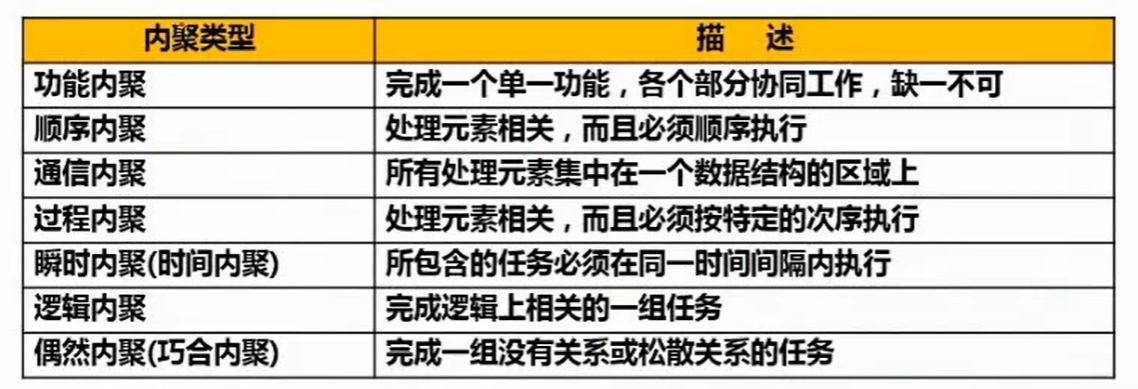 内聚类型 描 述
功能内聚 完成一个单一功能，各个部分协同工作，缺一不可
顺序内聚 处理元素相关，而且必须顺序执行
通信内聚 所有处理元素集中在一个数据结构的区域上
过程内聚 处理元素相关，而且必须按特定的次序执行
瞬时内聚(时间内聚) 所包含的任务必须在同一时间间隔内执行
逻辑内聚 完成逻辑上相关的一组任务
偶然内聚(巧合内聚) 完成一组没有关系或松散关系的任务